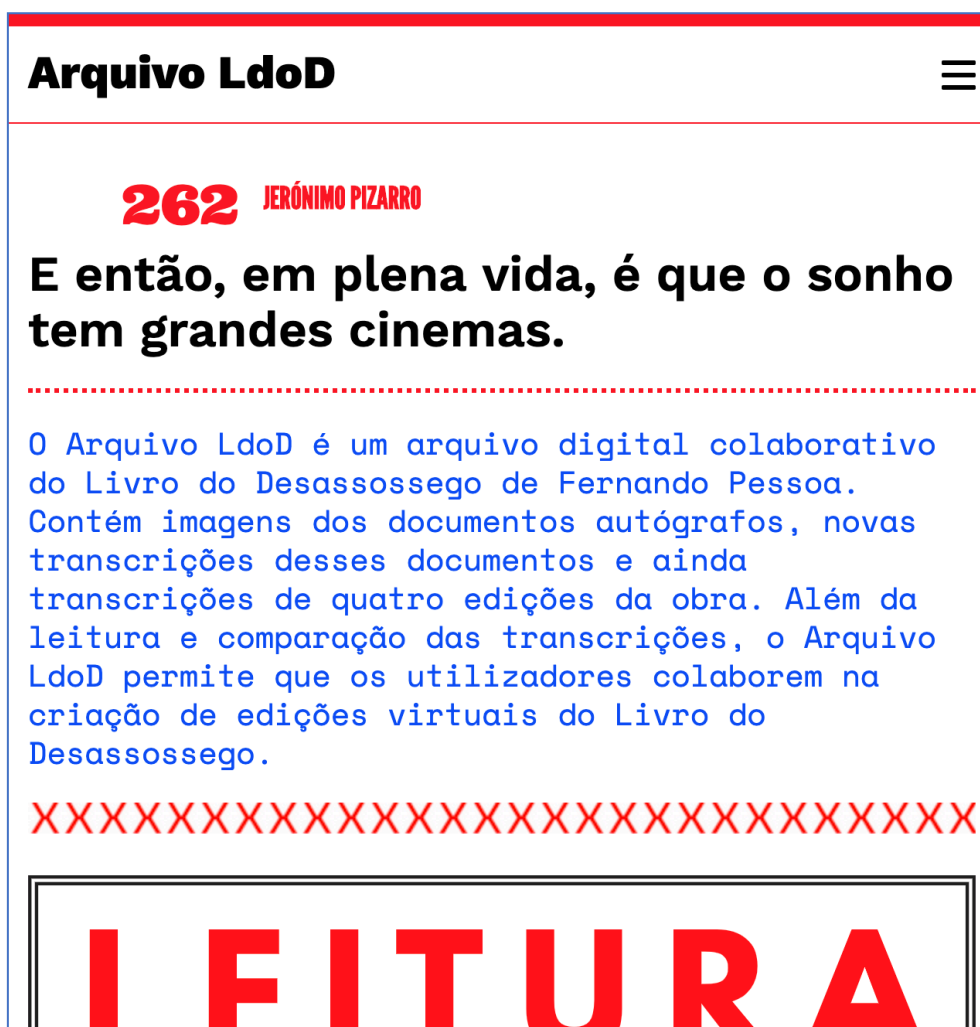 Arquivo LdoD
262 JERÓNIMO PIZARRO
E então, em plena vida, é que o sonho
tem grandes cinemas.
O Arquivo LdoD é um arquivo digital colaborativo
do Livro do Desassossego de Fernando Pessoa.
Contém imagens dos documentos autógrafos, novas
transcrições desses documentos e ainda
transcrições de quatro edições da obra. Além da
leitura e comparação das transcrições, o Arquivo
LdoD permite que os utilizadores colaborem na
criação de edições virtuais do Livro do
Desassossego.
XXXXXXXXXXXXXXXXXXXXXXXXXXXX
LEITURA